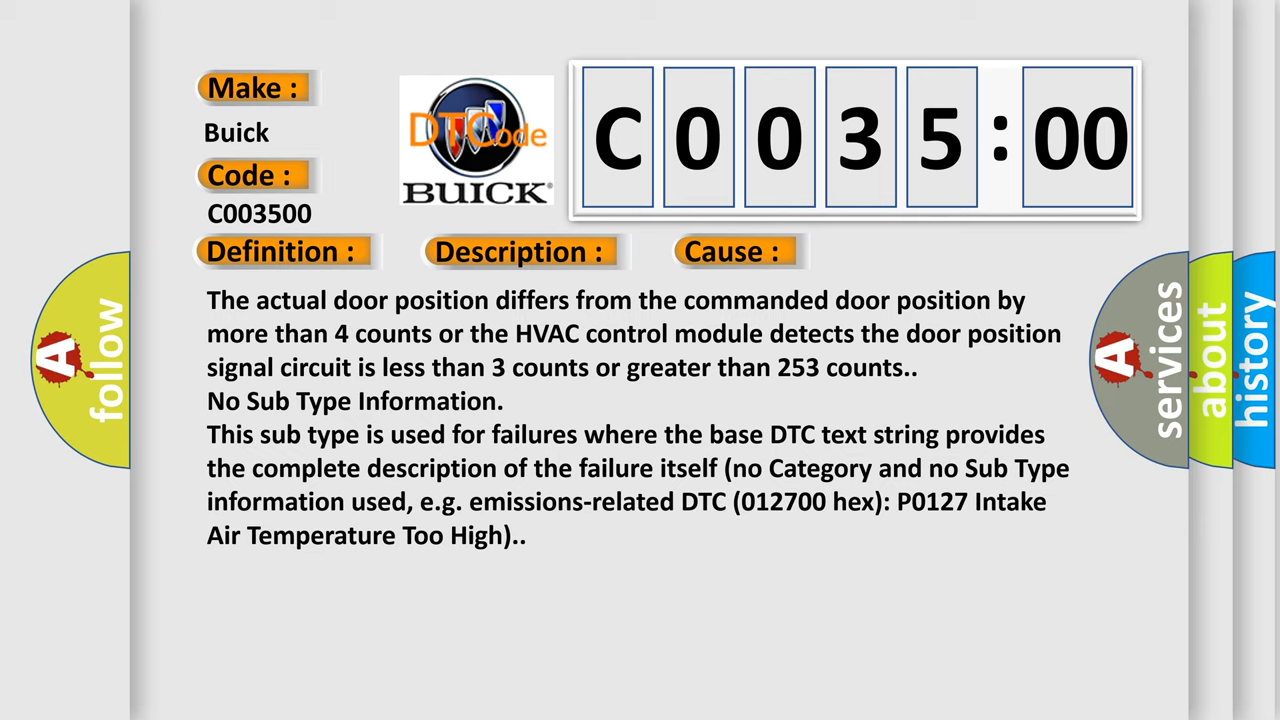 Make :
Buick
Code :
C003500
DTCode
BUICK®
C0035:00
Definition :
Description :
Cause :
The actual door position differs from the commanded door position by
more than 4 counts or the HVAC control module detects the door position
signal circuit is less than 3 counts or greater than 253 counts..
No Sub Type Information.
This sub type is used for failures where the base DTC text string provides
the complete description of the failure itself (no Category and no Sub Type
information used, e.g. emissions-related DTC (012700 hex): P0127 Intake
Air Temperature Too High)..
A
follow
A
services
about
history